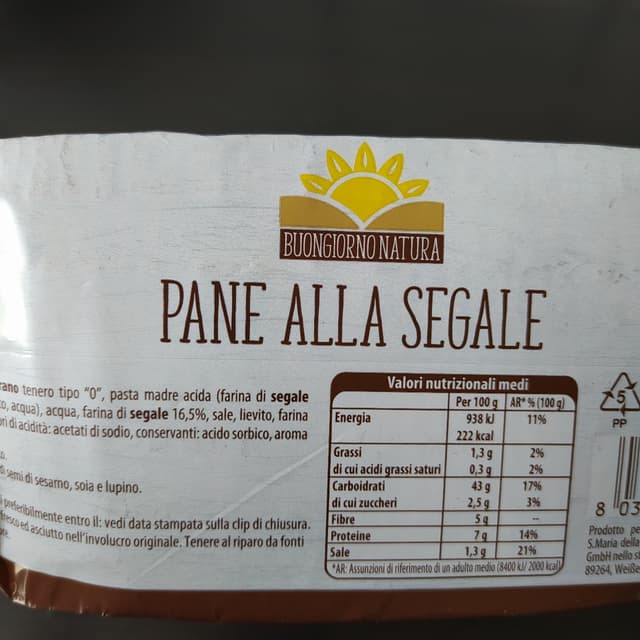 BUONGIORNO NATURA
PANE ALLA SEGALE
tenero tipo "0", pasta madre acida (farina di segale
acqua), acqua, farina di segale 16,5%, sale, lievito, farina
di acidità: acetati di sodio, conservanti: acido sorbico, aroma
di semi di sesamo, soia e lupino.
preferibilmente entro il: vedi data stampata sulla clip di chiusura.
ed asciutto nell'involucro originale. Tenere al riparo da fonti
Valori nutrizionali medi
Per 100 g AR* % (100 g)
Energia 938 kJ 11%
222 kcal
Grassi 1,3 g 2%
di cui acidi grassi saturi 0,3 g 2%
Carboidrati 43 g 17%
di cui zuccheri 2,5 g 3%
Fibre 5 g --
Proteine 7 g 14%
Sale 1,3 g 21%
*AR: Assunzioni di riferimento di un adulto medio (8400 kJ/ 2000 kcal)
5
PP
8 03
Prodotto
S.Maria della
GmbH nello
89264,